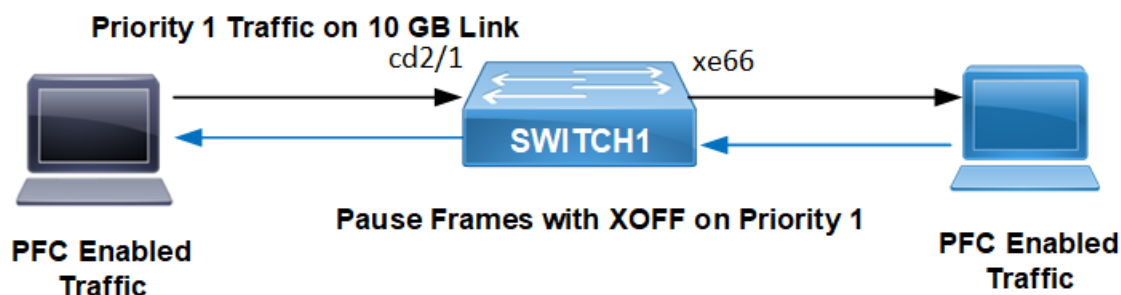 Priority 1 Traffic on 10 GB Link
cd2/1
xe66
SWITCH1
Pause Frames with XOFF on Priority 1
PFC Enabled
Traffic
PFC Enabled
Traffic